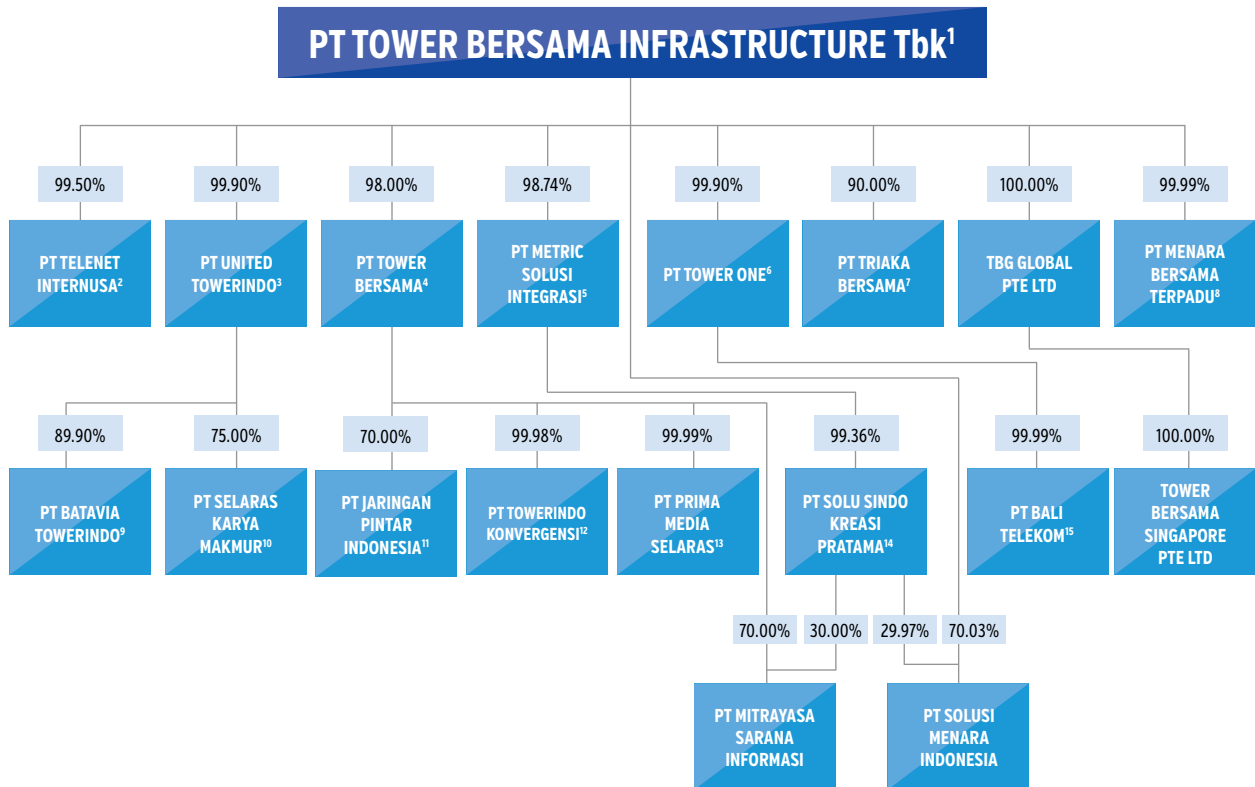 PT TOWER BERSAMA INFRASTRUCTURE Tbk¹
99.50%
99.90%
98.00%
98.74%
99.90%
90.00%
100.00%
99.99%
PT TELENET
INTERNUSA²
PT UNITED
TOWERINDO³
PT TOWER
BERSAMA⁴
PT METRIC
SOLUSI
INTEGRASI⁵
PT TOWER ONE⁶
PT TRIAKA
BERSAMA⁷
TBG GLOBAL
PTE LTD
PT MENARA
BERSAMA
TERPADU⁸
89.90%
75.00%
70.00%
99.98%
99.99%
99.36%
99.99%
100.00%
PT BATAVIA
TOWERINDO⁹
PT SELARAS
KARYA
MAKMUR¹⁰
PT JARINGAN
PINTAR
INDONESIA¹¹
PT TOWERINDO
KONVERGENSI¹²
PT PRIMA
MEDIA
SELARAS¹³
PT SOLU SINDO
KREASI
PRATAMA¹⁴
PT BALI
TELEKOM¹⁵
TOWER
BERSAMA
SINGAPORE
PTE LTD
70.00%
30.00%
29.97%
70.03%
PT MITRAYASA
SARANA
INFORMASI
PT SOLUSI
MENARA
INDONESIA